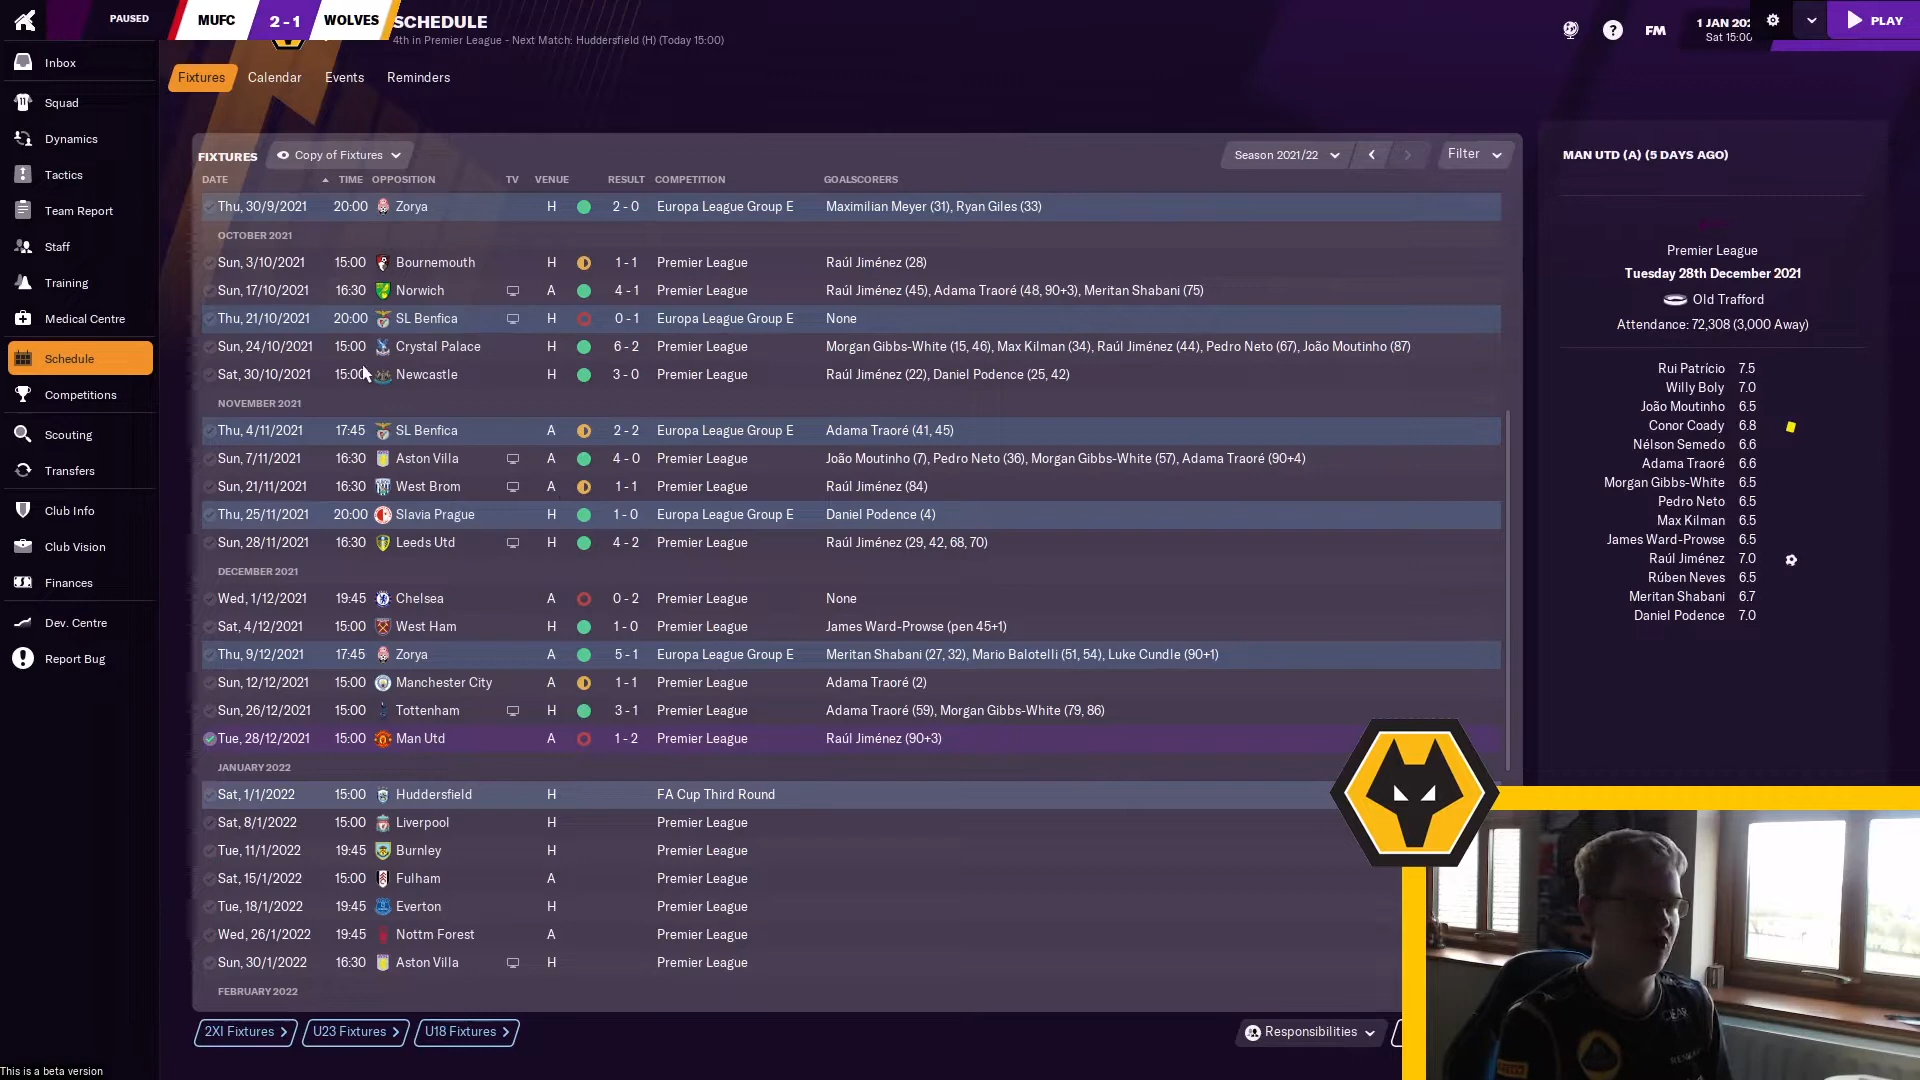 PAUSED
MUFC 2 - 1 WOLVES
SCHEDULE
4th in Premier League - Next Match: Huddersfield (H) (Today 15:00)
? FM
Sat 15:00
PLAY
Inbox
Squad
Dynamics
Tactics
Team Report
Staff
Training
Medical Centre
Schedule
Competitions
Scouting
Transfers
Club Info
Club Vision
Finances
Dev. Centre
Report Bug
This is a beta version
Fixtures Calendar Events Reminders
FIXTURES Copy of Fixtures Season 2021/22 Filter
DATE TIME OPPOSITION TV VENUE RESULT COMPETITION GOALSCORERS
Thu, 30/9/2021 20:00 Zorya H 2 - 0 Europa League Group E Maximilian Meyer (31), Ryan Giles (33)
OCTOBER 2021
Sun, 3/10/2021 15:00 Bournemouth H 1 - 1 Premier League Raúl Jiménez (28)
Sun, 17/10/2021 16:30 Norwich A 4 - 1 Premier League Raúl Jiménez (45), Adama Traoré (48, 90+3), Meritan Shabani (75)
Thu, 21/10/2021 20:00 SL Benfica H 0 - 1 Europa League Group E None
Sun, 24/10/2021 15:00 Crystal Palace H 6 - 2 Premier League Morgan Gibbs-White (15, 46), Max Kilman (34), Raúl Jiménez (44), Pedro Neto (67), João Moutinho (87)
Sat, 30/10/2021 15:00 Newcastle H 3 - 0 Premier League Raúl Jiménez (22), Daniel Podence (25, 42)
NOVEMBER 2021
Thu, 4/11/2021 17:45 SL Benfica A 2 - 2 Europa League Group E Adama Traoré (41, 45)
Sun, 7/11/2021 16:30 Aston Villa A 4 - 0 Premier League João Moutinho (7), Pedro Neto (36), Morgan Gibbs-White (57), Adama Traoré (90+4)
Sun, 21/11/2021 16:30 West Brom A 1 - 1 Premier League Raúl Jiménez (84)
Thu, 25/11/2021 20:00 Slavia Prague H 1 - 0 Europa League Group E Daniel Podence (4)
Sun, 28/11/2021 16:30 Leeds Utd H 4 - 2 Premier League Raúl Jiménez (29, 42, 68, 70)
DECEMBER 2021
Wed, 1/12/2021 19:45 Chelsea A 0 - 2 Premier League None
Sat, 4/12/2021 15:00 West Ham H 1 - 0 Premier League James Ward-Prowse (pen 45+1)
Thu, 9/12/2021 17:45 Zorya A 5 - 1 Europa League Group E Meritan Shabani (27, 32), Mario Balotelli (51, 54), Luke Cundle (90+1)
Sun, 12/12/2021 15:00 Manchester City A 1 - 1 Premier League Adama Traoré (2)
Sun, 26/12/2021 15:00 Tottenham H 3 - 1 Premier League Adama Traoré (59), Morgan Gibbs-White (79, 86)
Tue, 28/12/2021 15:00 Man Utd A 1 - 2 Premier League Raúl Jiménez (90+3)
JANUARY 2022
Sat, 1/1/2022 15:00 Huddersfield H FA Cup Third Round
Sat, 8/1/2022 15:00 Liverpool H Premier League
Tue, 11/1/2022 19:45 Burnley H Premier League
Sat, 15/1/2022 15:00 Fulham A Premier League
Tue, 18/1/2022 19:45 Everton H Premier League
Wed, 26/1/2022 19:45 Nottm Forest A Premier League
Sun, 30/1/2022 16:30 Aston Villa H Premier League
FEBRUARY 2022
2XI Fixtures U23 Fixtures U18 Fixtures Responsibilities
MAN UTD (A) (5 DAYS AGO)
Premier League
Tuesday 28th December 2021
Old Trafford
Attendance: 72,308 (3,000 Away)
Rui Patrício 7.5
Willy Boly 7.0
João Moutinho 6.5
Conor Coady 6.8
Nélson Semedo 6.6
Adama Traoré 6.6
Morgan Gibbs-White 6.5
Pedro Neto 6.5
Max Kilman 6.5
James Ward-Prowse 6.5
Raúl Jiménez 7.0
Rúben Neves 6.5
Meritan Shabani 6.7
Daniel Podence 7.0